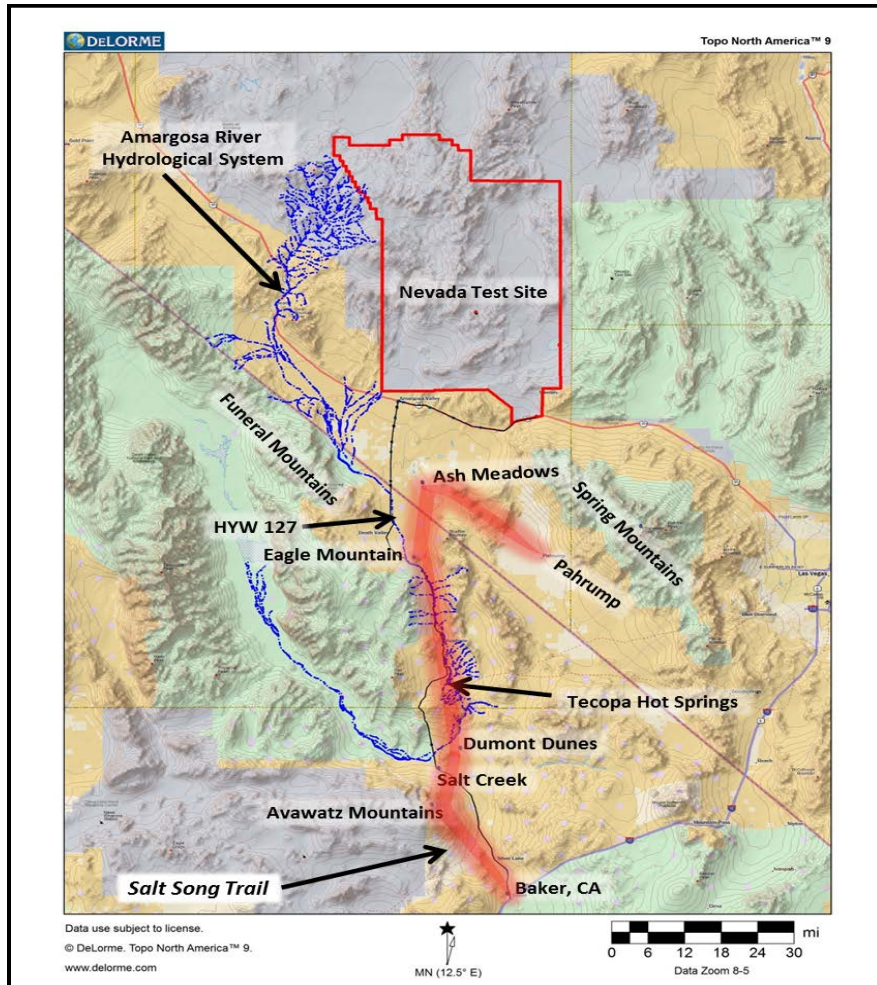 DELORME
Topo North America™ 9
Amargosa River
Hydrological System
Nevada Test Site
Funeral Mountains
Ash Meadows
HYW 127
Spring Mountains
Eagle Mountain
Pahrump
Las Vegas
Tecopa Hot Springs
Dumont Dunes
Salt Creek
Avawatz Mountains
Salt Song Trail
Baker, CA
Data use subject to license.
© DeLorme. Topo North America™ 9.
www.delorme.com
MN (12.5° E)
mi
0 6 12 18 24 30
Data Zoom 8-5